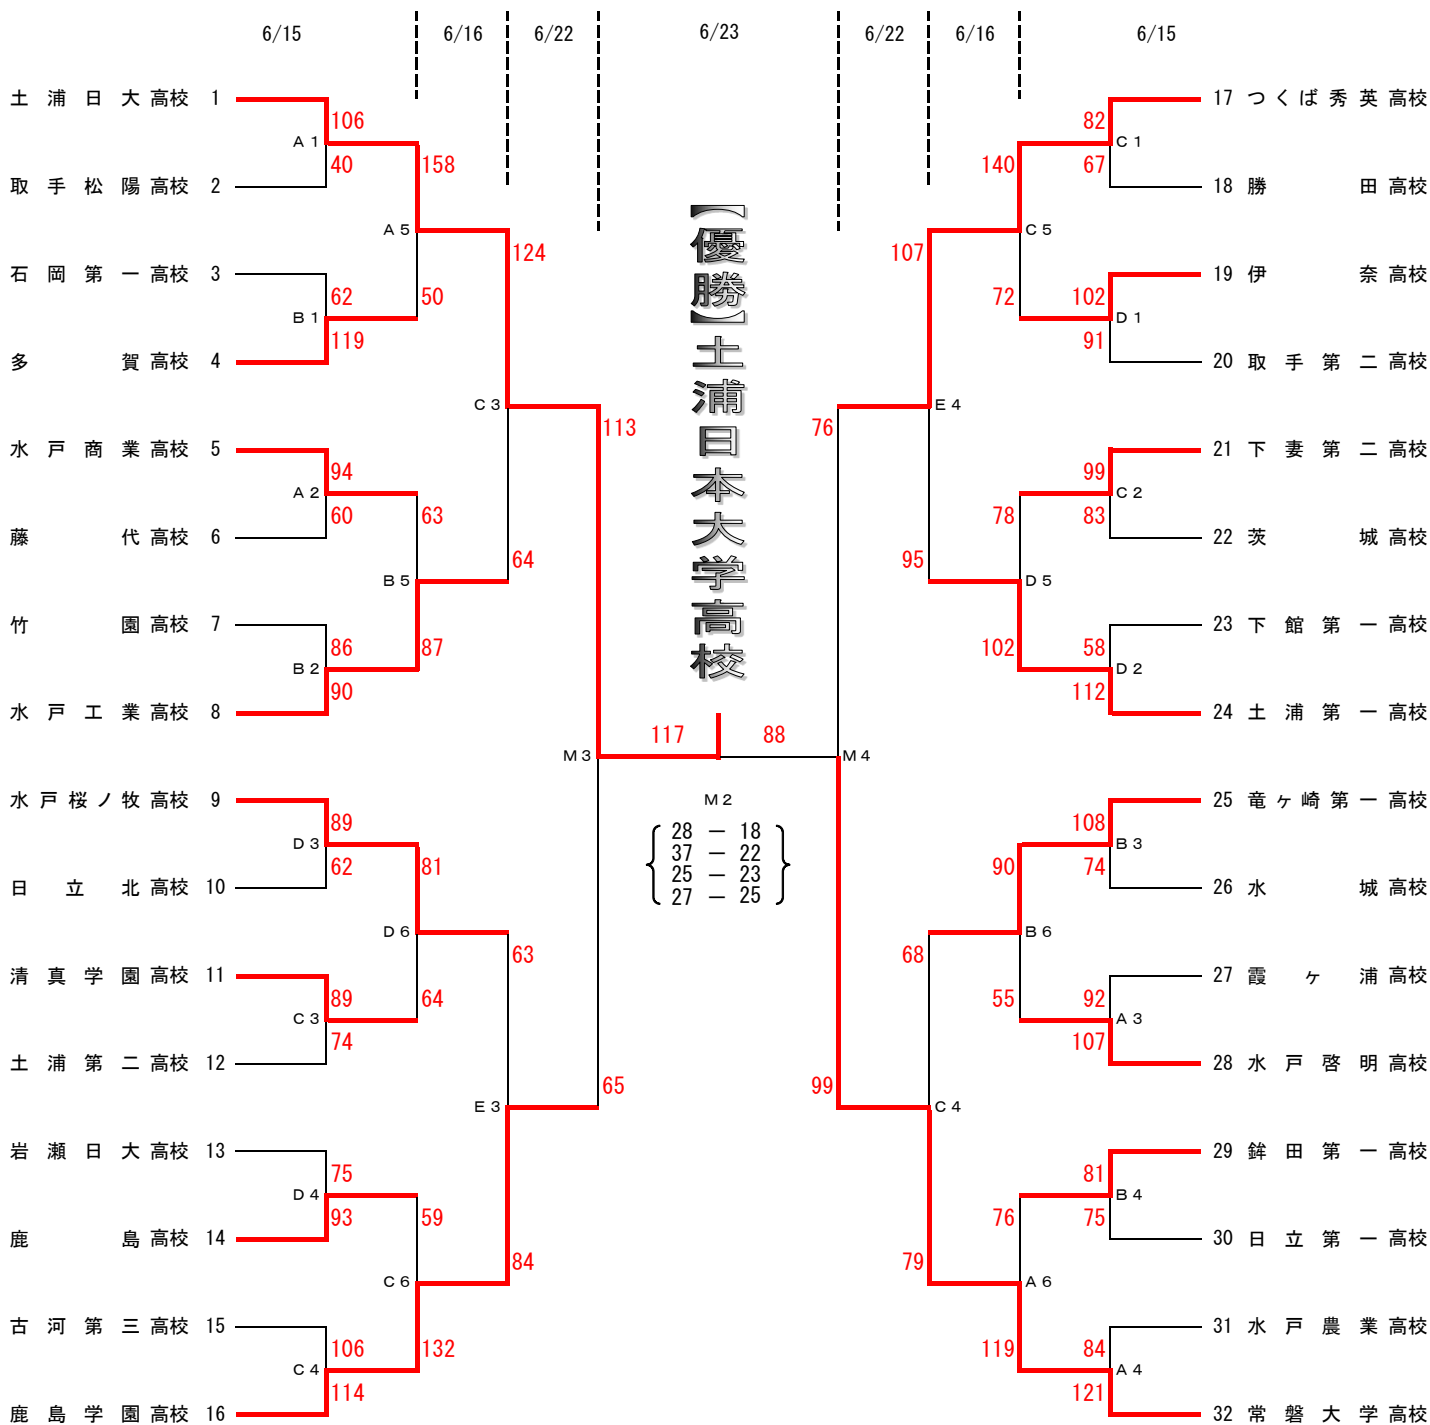 6/15 6/16 6/22 6/23 6/22 6/16 6/15
土浦日大高校 1
106
A1
40
取手松陽高校 2
158
A5
50
石岡第一高校 3
62
B1
119
多賀高校 4
124
C3
64
水戸商業高校 5
94
A2
60
藤代高校 6
63
B5
87
竹園高校 7
86
B2
90
水戸工業高校 8
113
M3
65
水戸桜ノ牧高校 9
89
D3
62
日立北高校 10
81
D6
64
清真学園高校 11
89
C3
74
土浦第二高校 12
63
E3
84
岩瀬日大高校 13
75
D4
93
鹿島高校 14
59
C6
132
古河第三高校 15
106
C4
114
鹿島学園高校 16
【優勝】土浦日本大学高校
117 88
M2
28 － 18
37 － 22
25 － 23
27 － 25
17 つくば秀英高校
82
C1
67
18 勝田高校
140
C5
72
19 伊奈高校
102
D1
91
20 取手第二高校
107
E4
95
21 下妻第二高校
99
C2
83
22 茨城高校
78
D5
102
23 下館第一高校
58
D2
112
24 土浦第一高校
76
M4
99
25 竜ヶ崎第一高校
108
B3
74
26 水城高校
90
B6
55
27 霞ヶ浦高校
92
A3
107
28 水戸啓明高校
68
C4
79
29 鉾田第一高校
81
B4
75
30 日立第一高校
76
A6
119
31 水戸農業高校
84
A4
121
32 常磐大学高校